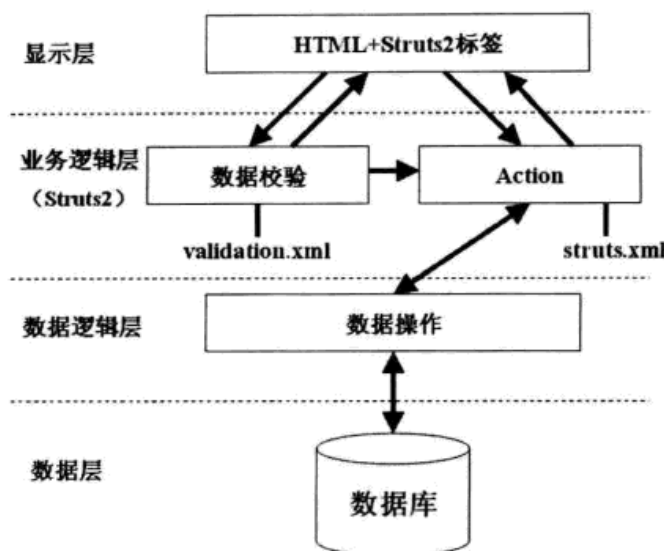 显示层
HTML+Struts2标签
业务逻辑层
（Struts2）
数据校验
Action
validation.xml
struts.xml
数据逻辑层
数据操作
数据层
数据库